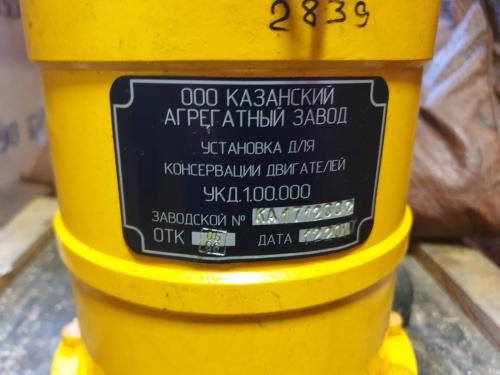 2839
ООО КАЗАНСКИЙ
АГРЕГАТНЫЙ ЗАВОД
УСТАНОВКА ДЛЯ
КОНСЕРВАЦИИ ДВИГАТЕЛЕЙ
УКД.1.00.000
ЗАВОДСКОЙ №
ОТК ДАТА